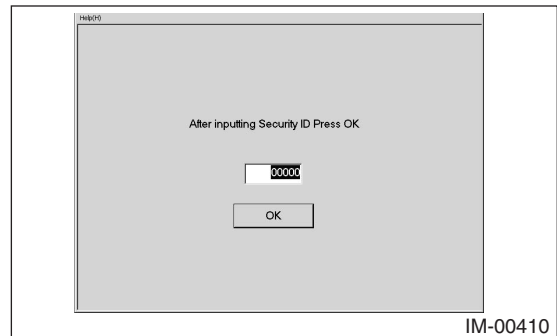 Help(H)
After inputting Security ID Press OK
00000
OK
IM-00410